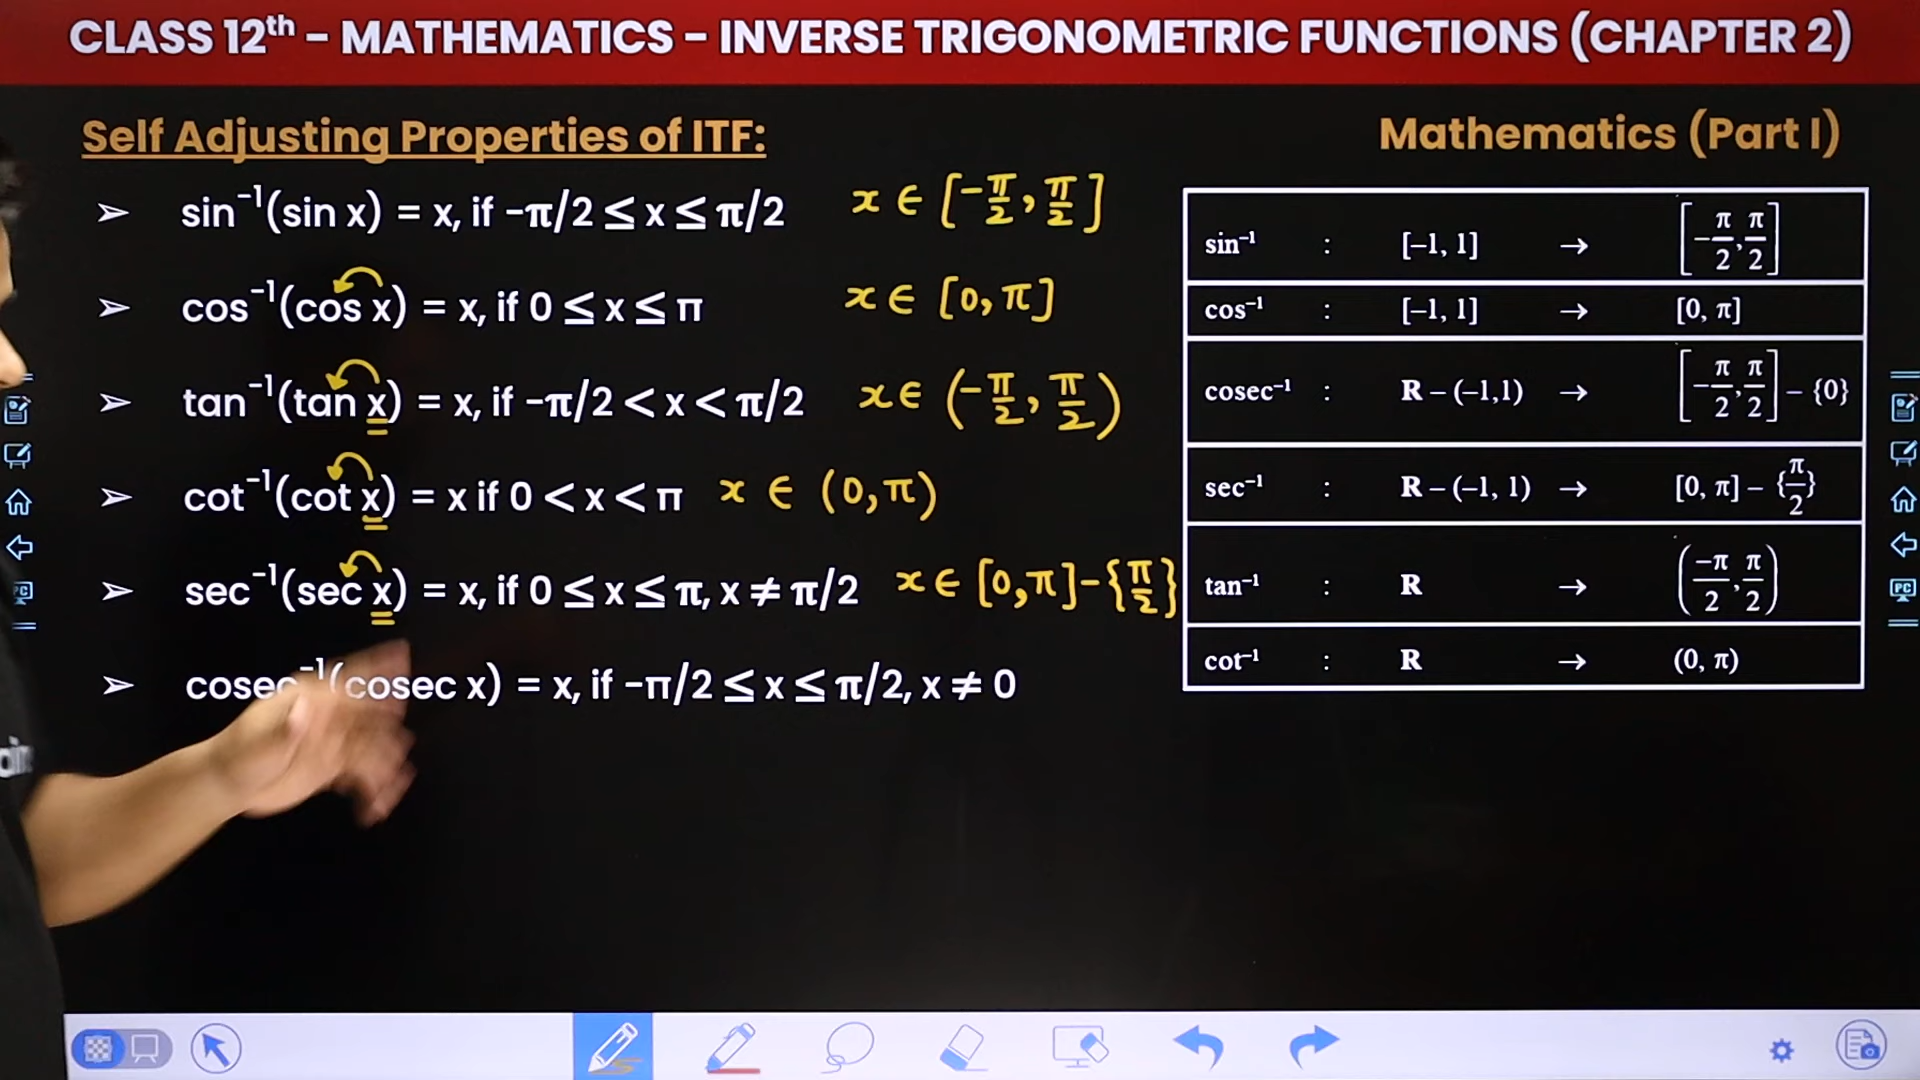 CLASS 12th – MATHEMATICS – INVERSE TRIGONOMETRIC FUNCTIONS (CHAPTER 2)
Self Adjusting Properties of ITF:
➢ sin⁻¹(sin x) = x, if -π/2 ≤ x ≤ π/2 x ∈ [-π/2, π/2]
➢ cos⁻¹(cos x) = x, if 0 ≤ x ≤ π x ∈ [0, π]
➢ tan⁻¹(tan x) = x, if -π/2 < x < π/2 x ∈ (-π/2, π/2)
➢ cot⁻¹(cot x) = x if 0 < x < π x ∈ (0, π)
➢ sec⁻¹(sec x) = x, if 0 ≤ x ≤ π, x ≠ π/2 x ∈ [0, π] - {π/2}
➢ cosec⁻¹(cosec x) = x, if -π/2 ≤ x ≤ π/2, x ≠ 0
Mathematics (Part I)
sin⁻¹ : [–1, 1] → [-π/2, π/2]
cos⁻¹ : [–1, 1] → [0, π]
cosec⁻¹ : R – (–1,1) → [-π/2, π/2] – {0}
sec⁻¹ : R – (–1, 1) → [0, π] – {π/2}
tan⁻¹ : R → (-π/2, π/2)
cot⁻¹ : R → (0, π)
PC